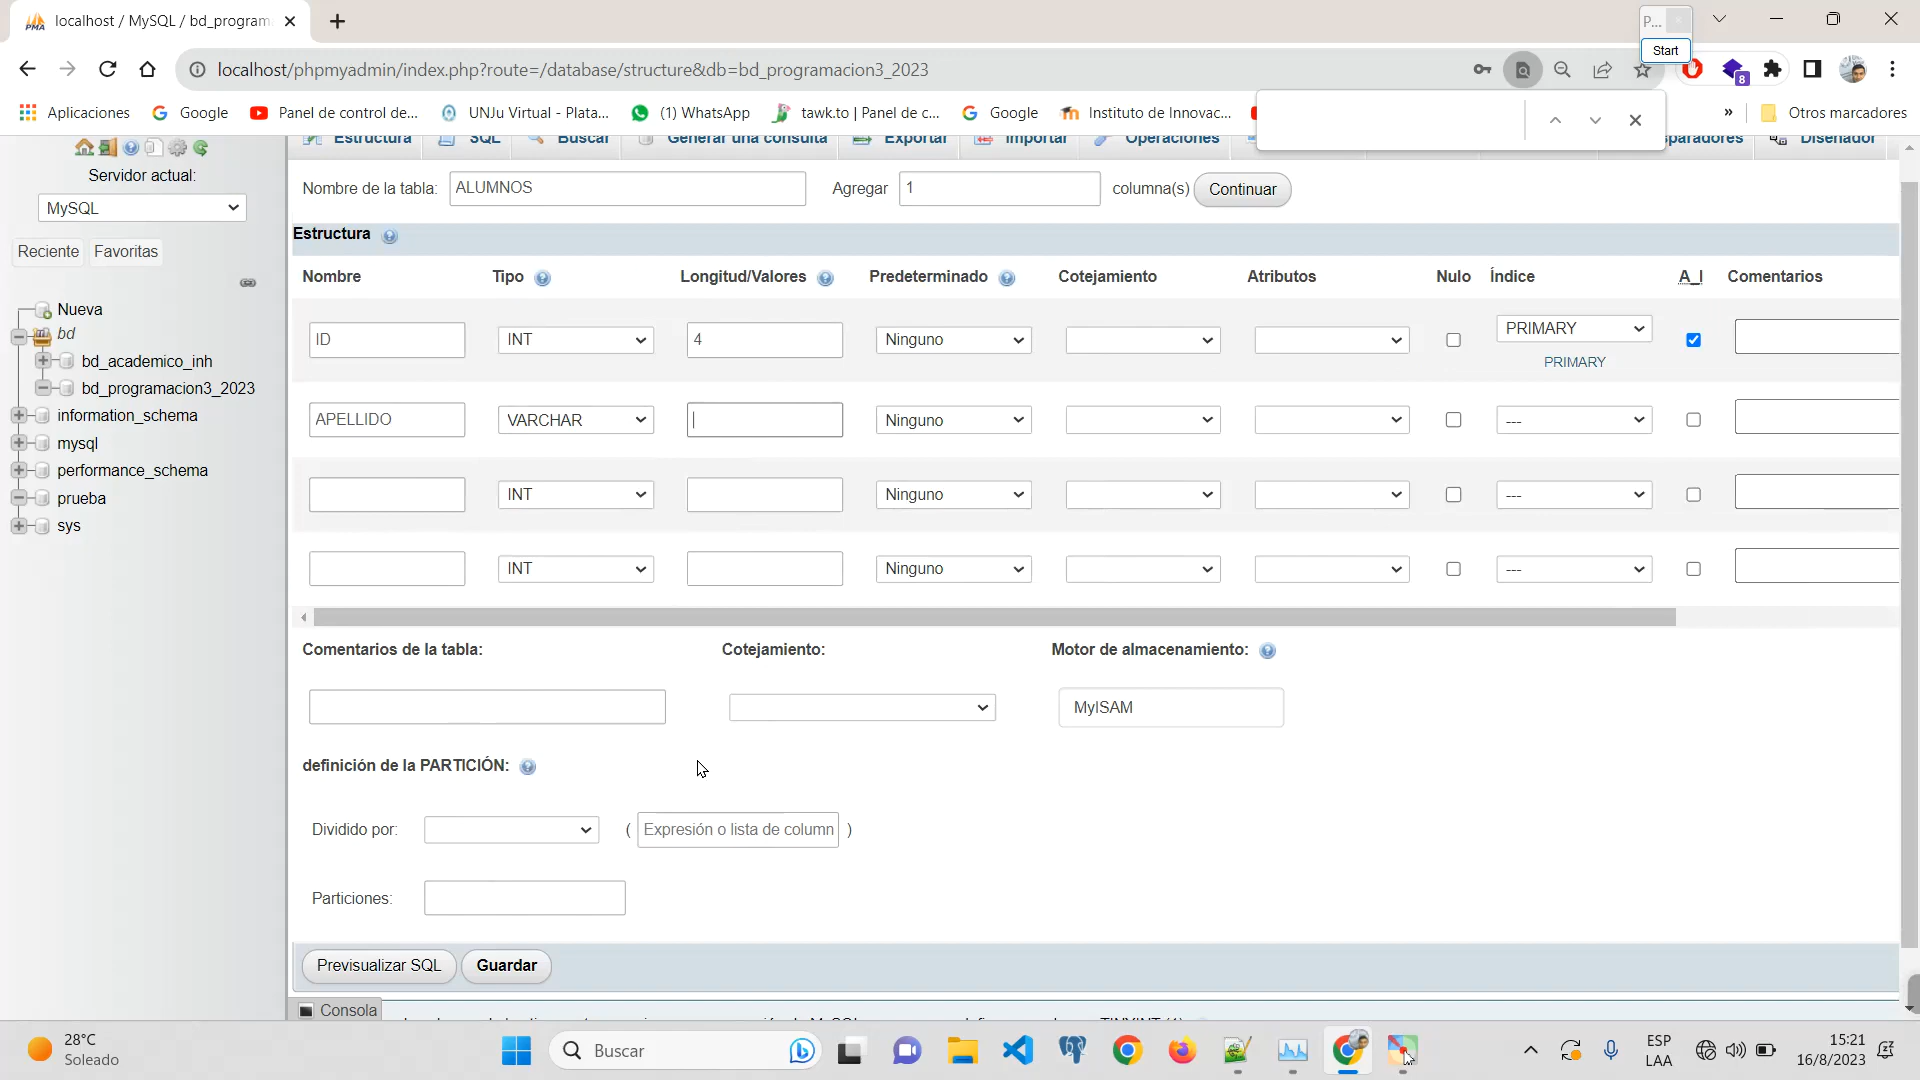 localhost / MySQL / bd_program
P...
Start
localhost/phpmyadmin/index.php?route=/database/structure&db=bd_programacion3_2023
8
Aplicaciones
Google
Panel de control de...
UNJu Virtual - Plata...
(1) WhatsApp
tawk.to | Panel de c...
Google
Instituto de Innovac...
»
Otros marcadores
Estructura
SQL
Buscar
Generar una consulta
Exportar
Importar
Operaciones
Diseñador
Servidor actual:
MySQL
Reciente
Favoritas
Nueva
bd
bd_academico_inh
bd_programacion3_2023
information_schema
mysql
performance_schema
prueba
sys
Nombre de la tabla:
ALUMNOS
Agregar
1
columna(s)
Continuar
Estructura
Nombre
Tipo
Longitud/Valores
Predeterminado
Cotejamiento
Atributos
Nulo
Índice
A_I
Comentarios
ID
INT
4
Ninguno
PRIMARY
PRIMARY
APELLIDO
VARCHAR
Ninguno
---
INT
Ninguno
---
INT
Ninguno
---
Comentarios de la tabla:
Cotejamiento:
Motor de almacenamiento:
MyISAM
definición de la PARTICIÓN:
Dividido por:
(
Expresión o lista de column
)
Particiones:
Previsualizar SQL
Guardar
Consola
28°C
Soleado
Buscar
ESP
LAA
15:21
16/8/2023